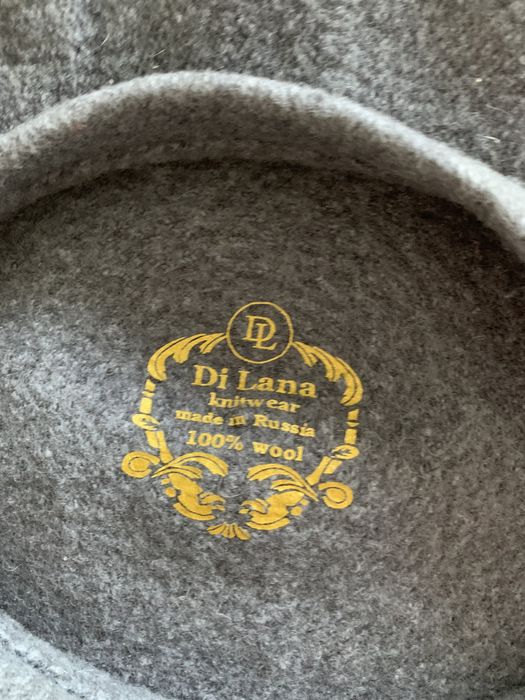 DL
Di Lana
knitwear
made in Russia
100% wool